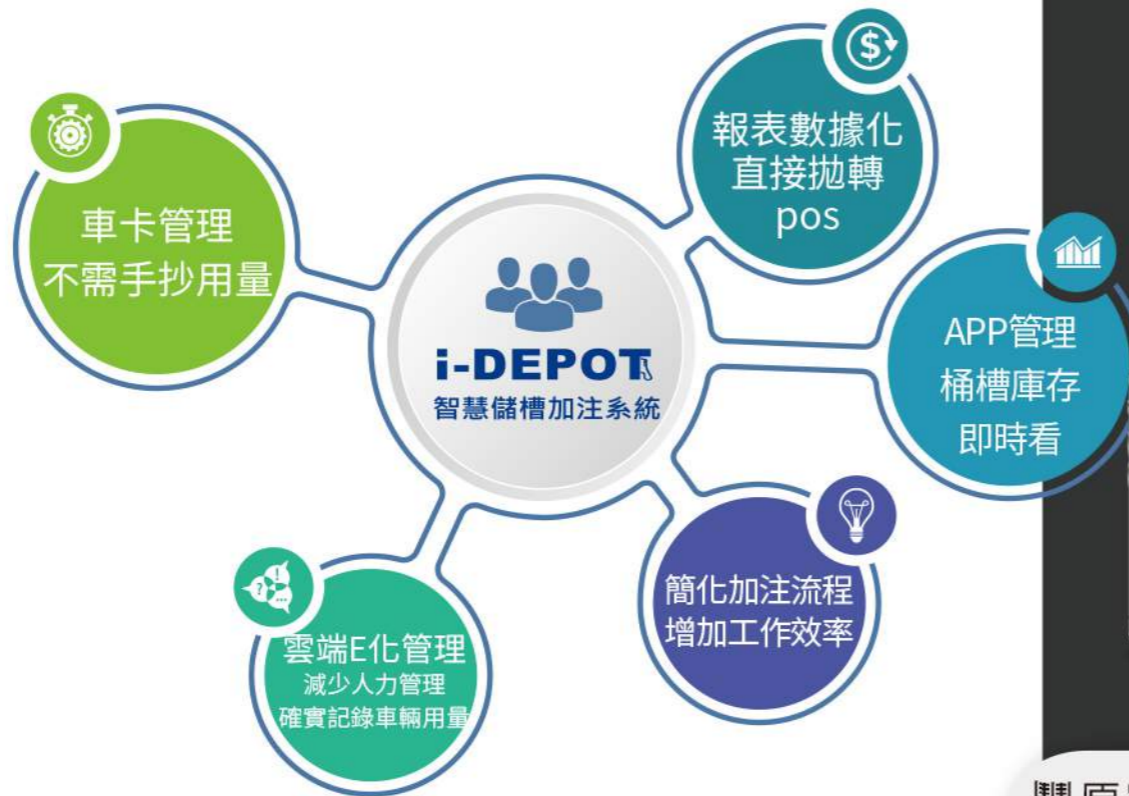 車卡管理
不需手抄用量
報表數據化
直接拋轉
pos
i-DEPOT
智慧儲槽加注系統
APP管理
桶槽庫存
即時看
簡化加注流程
增加工作效率
雲端E化管理
減少人力管理
確實記錄車輛用量